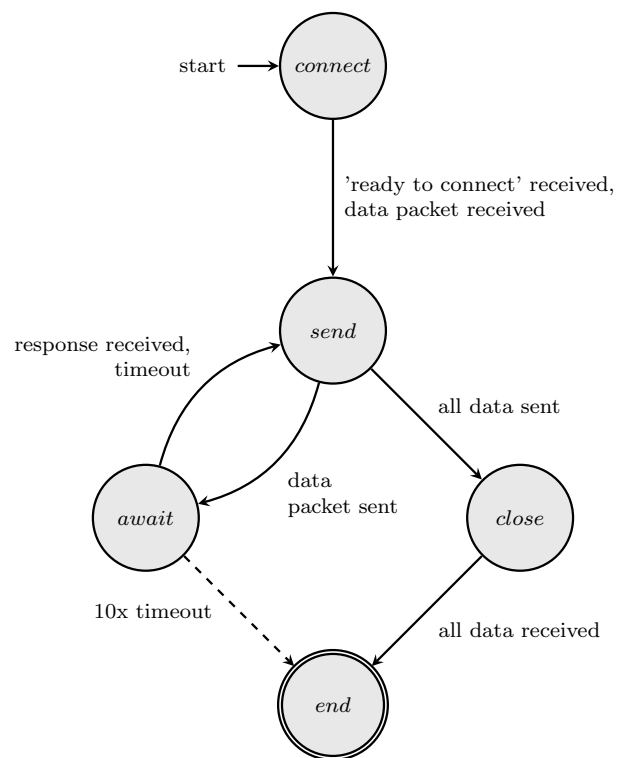 start
connect
’ready to connect’ received,
data packet received
send
response received,
timeout
all data sent
data
packet sent
await
close
10x timeout
all data received
end